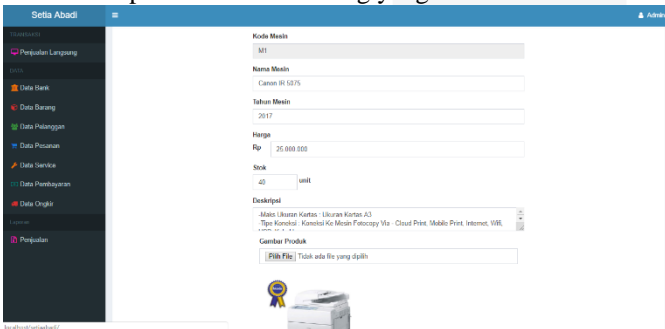 Setia Abadi
Admin
TRANSAKSI
Penjualan Langsung
DATA
Data Bank
Data Barang
Data Pelanggan
Data Pesanan
Data Service
Data Pembayaran
Data Ongkir
Laporan
Penjualan
Kode Mesin
M1
Nama Mesin
Canon IR 5075
Tahun Mesin
2017
Harga
Rp 25.000.000
Stok
40 unit
Deskripsi
-Maks Ukuran Kertas : Ukuran Kertas A3
-Tipe Koneksi : Koneksi Ke Mesin Fotocopy Via - Cloud Print, Mobile Print, Internet, Wifi,
Gambar Produk
Pilih File Tidak ada file yang dipilih
localhost/setiaabadi/